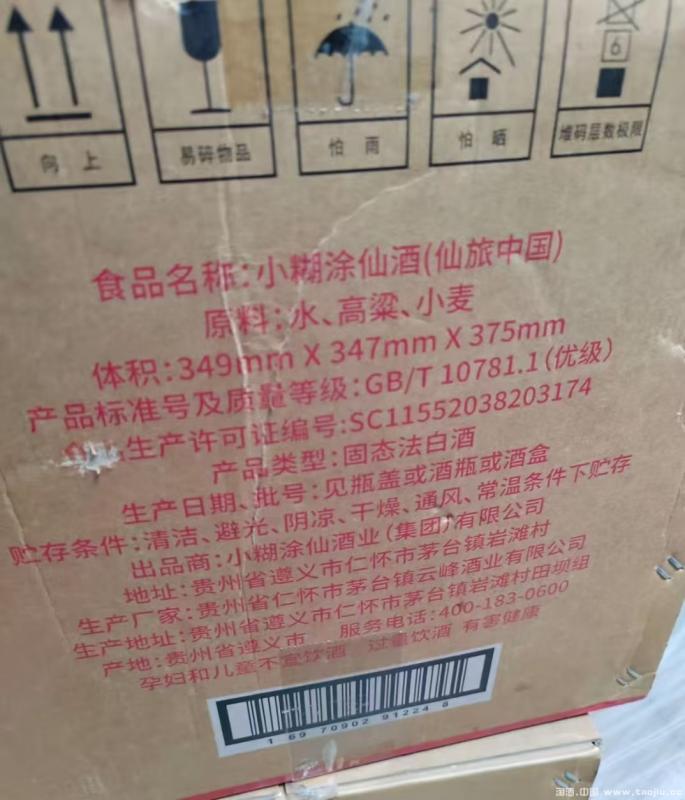 向上
易碎物品
怕雨
怕晒
6
堆码层数极限
食品名称:小糊涂仙酒(仙旅中国)
原料:水、高粱、小麦
体积:349mm X 347mm X 375mm
产品标准号及质量等级:GB/T 10781.1(优级)
生产许可证编号:SC11552038203174
产品类型:固态法白酒
生产日期、批号:见瓶盖或酒瓶或酒盒
贮存条件:清洁、避光、阴凉、干燥、通风、常温条件下贮存
出品商:小糊涂仙酒业(集团)有限公司
地址:贵州省遵义市仁怀市茅台镇岩滩村
生产厂家:贵州省仁怀市茅台镇云峰酒业有限公司
生产地址:贵州省遵义市仁怀市茅台镇岩滩村田坝组
产地:贵州省遵义市 服务电话:400-183-0600
孕妇和儿童不宜饮酒 过量饮酒 有害健康
1 69 70902 91224 8
淘酒.中国 www.taojiu.cc